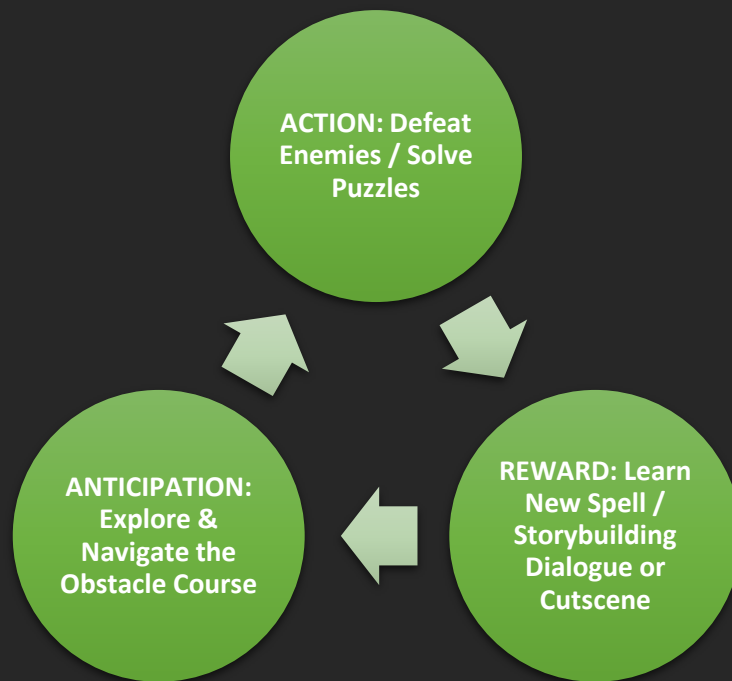 ACTION: Defeat
Enemies / Solve
Puzzles
REWARD: Learn
New Spell /
Storybuilding
Dialogue or
Cutscene
ANTICIPATION:
Explore &
Navigate the
Obstacle Course